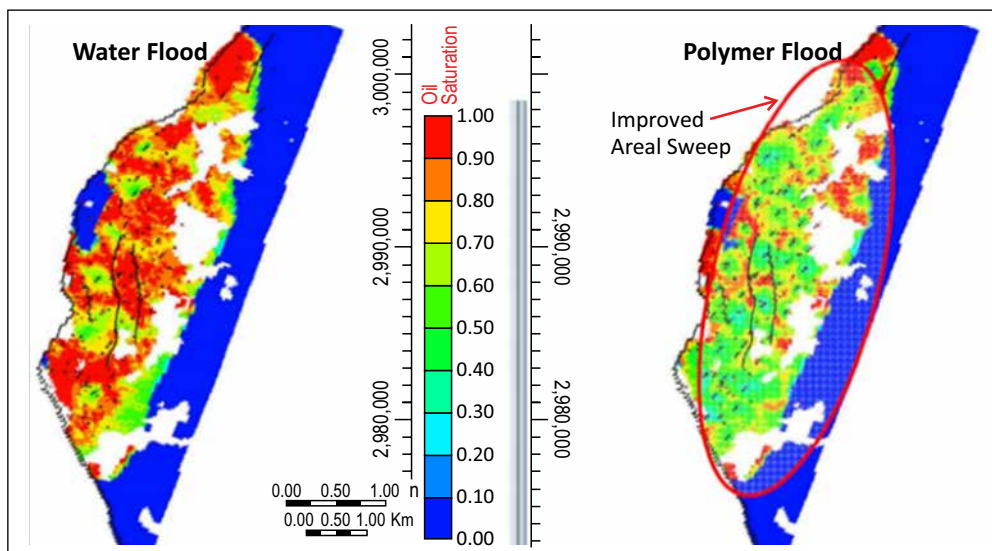 Water Flood
Polymer Flood
Oil
Saturation
Improved
Areal Sweep
3,000,000
2,990,000
2,980,000
1.00
0.90
0.80
0.70
0.60
0.50
0.40
0.30
0.20
0.10
0.00
2,990,000
2,980,000
0.00 0.50 1.00 n
0.00 0.50 1.00 Km